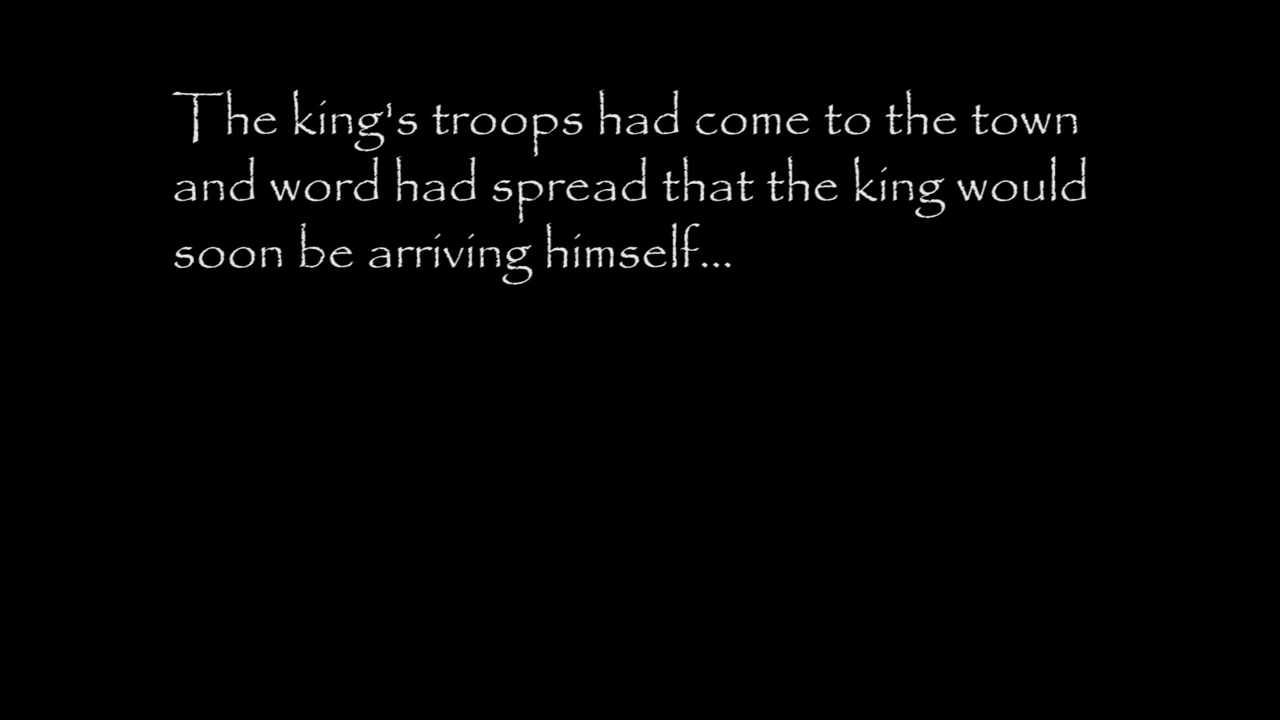 The king's troops had come to the town
and word had spread that the king would
soon be arriving himself...